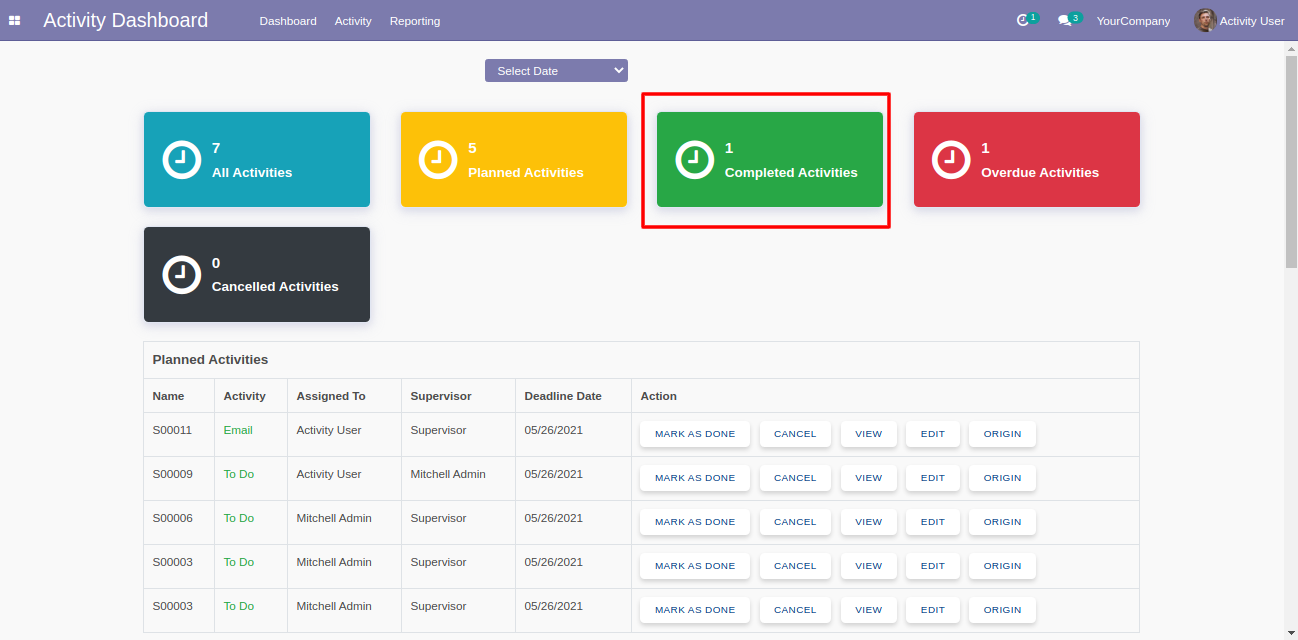 Activity Dashboard Dashboard Activity Reporting 1 3 YourCompany Activity User
Select Date
7
All Activities
5
Planned Activities
1
Completed Activities
1
Overdue Activities
0
Cancelled Activities
Planned Activities
Name Activity Assigned To Supervisor Deadline Date Action
S00011 Email Activity User Supervisor 05/26/2021 MARK AS DONE CANCEL VIEW EDIT ORIGIN
S00009 To Do Activity User Mitchell Admin 05/26/2021 MARK AS DONE CANCEL VIEW EDIT ORIGIN
S00006 To Do Mitchell Admin Supervisor 05/26/2021 MARK AS DONE CANCEL VIEW EDIT ORIGIN
S00003 To Do Mitchell Admin Supervisor 05/26/2021 MARK AS DONE CANCEL VIEW EDIT ORIGIN
S00003 To Do Mitchell Admin Supervisor 05/26/2021 MARK AS DONE CANCEL VIEW EDIT ORIGIN